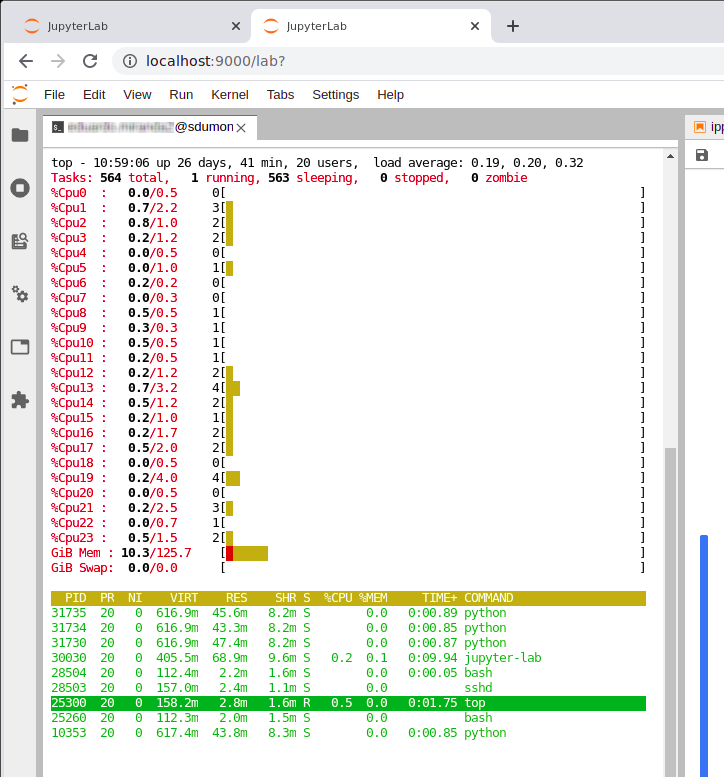 JupyterLab
JupyterLab
localhost:9000/lab?
File Edit View Run Kernel Tabs Settings Help
@sdumon
ipp
top - 10:59:06 up 26 days, 41 min, 20 users,  load average: 0.19, 0.20, 0.32
Tasks: 564 total,   1 running, 563 sleeping,   0 stopped,   0 zombie
%Cpu0  :   0.0/0.5     0[ ]
%Cpu1  :   0.7/2.2     3[ ]
%Cpu2  :   0.8/1.0     2[ ]
%Cpu3  :   0.2/1.2     2[ ]
%Cpu4  :   0.0/0.5     0[ ]
%Cpu5  :   0.0/1.0     1[ ]
%Cpu6  :   0.2/0.2     0[ ]
%Cpu7  :   0.0/0.3     0[ ]
%Cpu8  :   0.5/0.5     1[ ]
%Cpu9  :   0.3/0.3     1[ ]
%Cpu10 :   0.5/0.5     1[ ]
%Cpu11 :   0.2/0.5     1[ ]
%Cpu12 :   0.2/1.2     2[ ]
%Cpu13 :   0.7/3.2     4[ ]
%Cpu14 :   0.5/1.2     2[ ]
%Cpu15 :   0.2/1.0     1[ ]
%Cpu16 :   0.2/1.7     2[ ]
%Cpu17 :   0.5/2.0     2[ ]
%Cpu18 :   0.0/0.5     0[ ]
%Cpu19 :   0.2/4.0     4[ ]
%Cpu20 :   0.0/0.5     0[ ]
%Cpu21 :   0.2/2.5     3[ ]
%Cpu22 :   0.0/0.7     1[ ]
%Cpu23 :   0.5/1.5     2[ ]
GiB Mem : 10.3/125.7    [ ]
GiB Swap:  0.0/0.0      [ ]
PID PR NI VIRT RES SHR S %CPU %MEM TIME+ COMMAND
31735 20 0 616.9m 45.6m 8.2m S 0.0 0:00.89 python
31734 20 0 616.9m 43.3m 8.2m S 0.0 0:00.85 python
31730 20 0 616.9m 47.4m 8.2m S 0.0 0:00.87 python
30030 20 0 405.5m 68.9m 9.6m S 0.2 0.1 0:09.94 jupyter-lab
28504 20 0 112.4m 2.2m 1.6m S 0.0 0:00.05 bash
28503 20 0 157.0m 2.4m 1.1m S 0.0 sshd
25300 20 0 158.2m 2.8m 1.6m R 0.5 0.0 0:01.75 top
25260 20 0 112.3m 2.0m 1.5m S 0.0 bash
10353 20 0 617.4m 43.8m 8.3m S 0.0 0:00.85 python